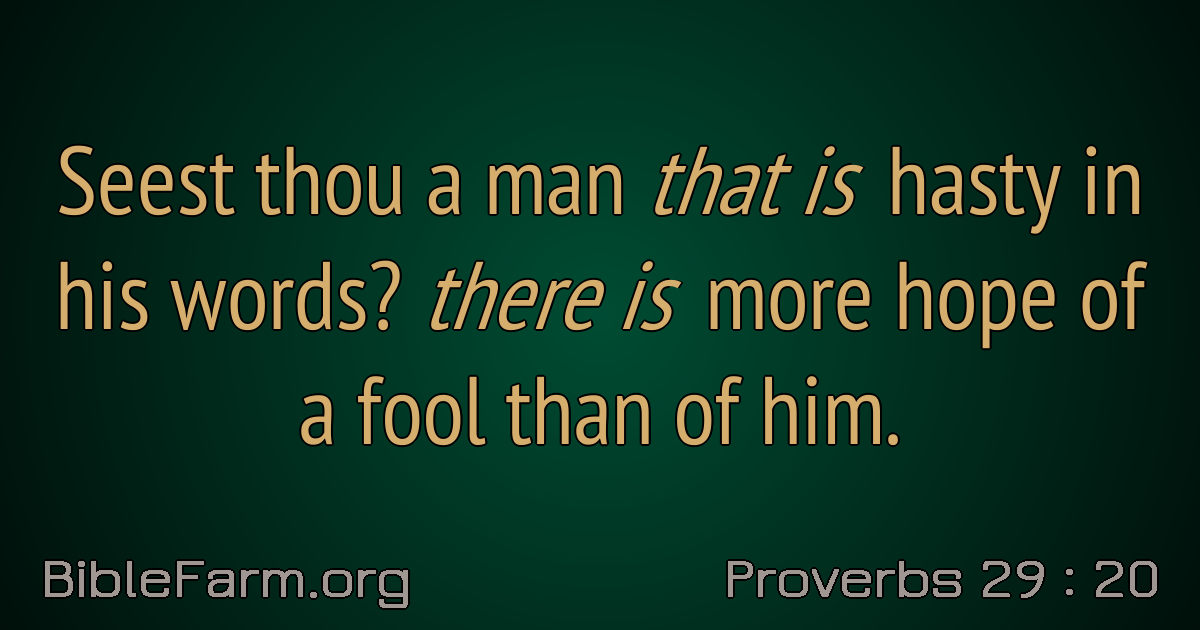 Seest thou a man that is hasty in
his words? there is more hope of
a fool than of him.
BibleFarm.org
Proverbs 29 : 20